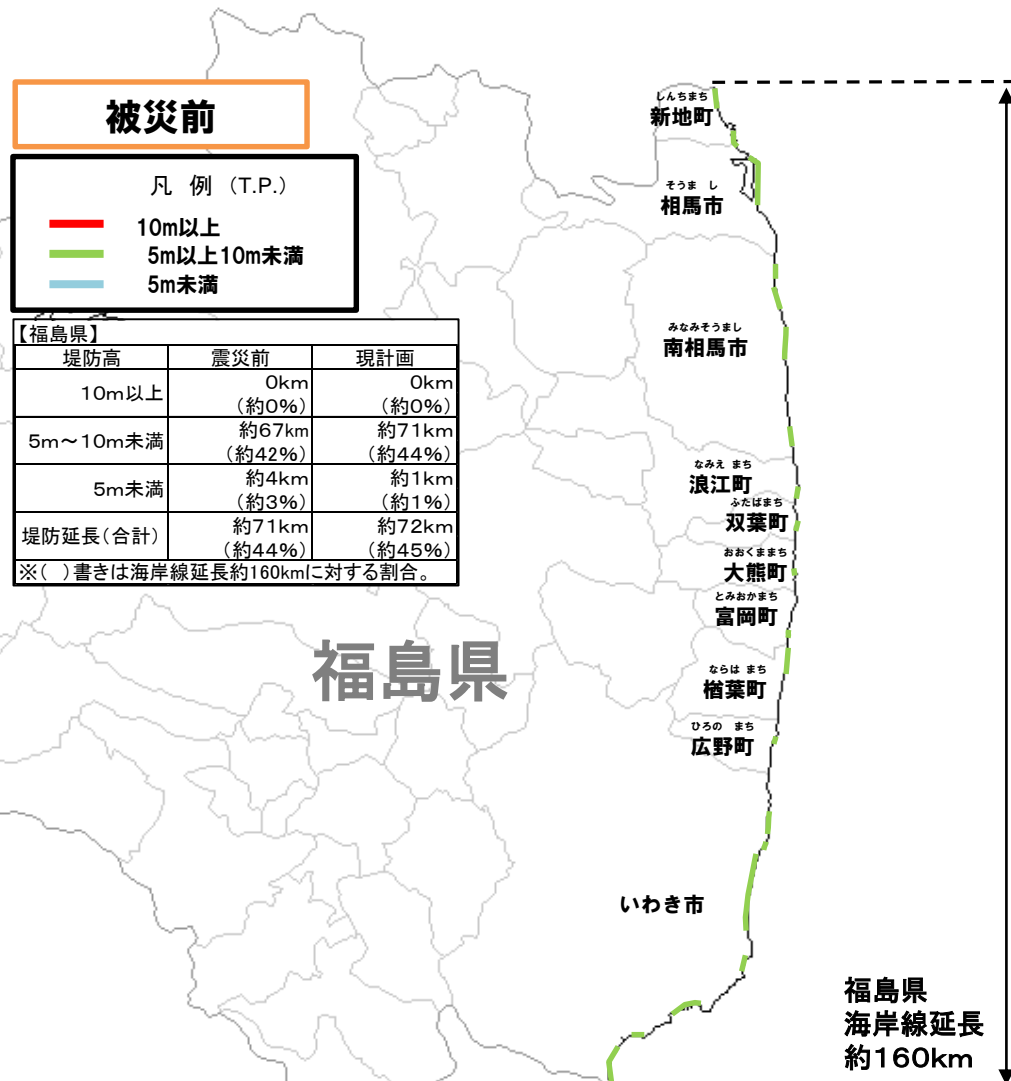 被災前
凡 例 (T.P.)
10m以上
5m以上10m未満
5m未満
【福島県】
堤防高 震災前 現計画
10m以上 0km (約0%) 0km (約0%)
5m~10m未満 約67km (約42%) 約71km (約44%)
5m未満 約4km (約3%) 約1km (約1%)
堤防延長(合計) 約71km (約44%) 約72km (約45%)
※( )書きは海岸線延長約160kmに対する割合。
しんちまち
新地町
そうま し
相馬市
みなみそうまし
南相馬市
なみえ まち
浪江町
ふたばまち
双葉町
おおくままち
大熊町
とみおかまち
富岡町
ならは まち
楢葉町
ひろの まち
広野町
福島県
いわき市
福島県
海岸線延長
約160km